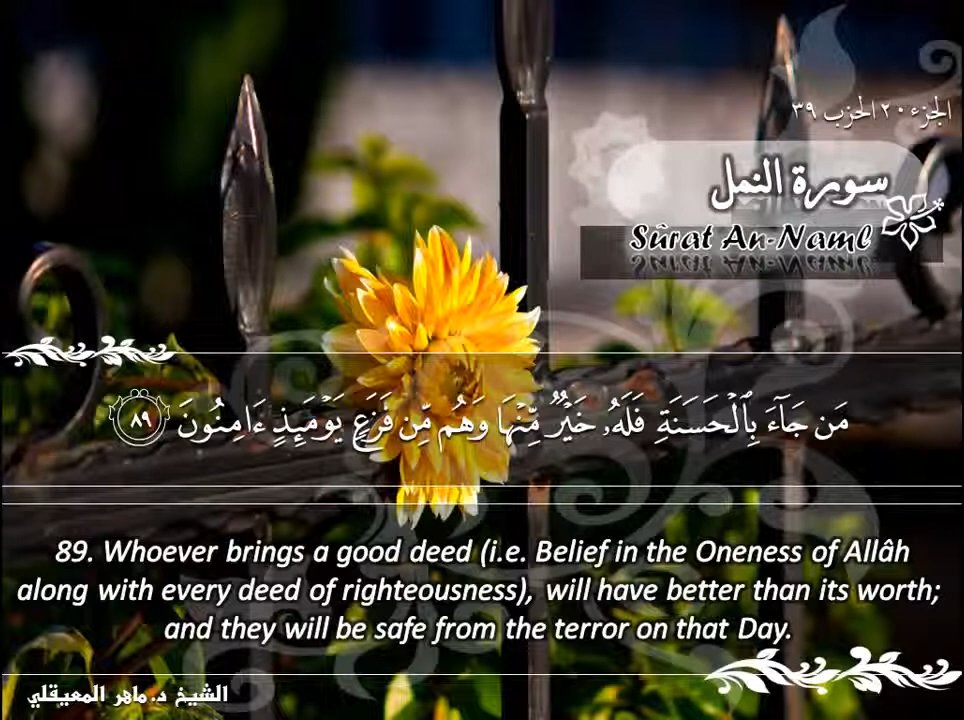 الجزء ٢٠ الحزب ٣٩
سورة النمل
Sûrat An-Naml
مَن جَآءَ بِٱلْحَسَنَةِ فَلَهُۥ خَيْرٌ مِّنْهَا وَهُم مِّن فَزَعٍ يَوْمَئِذٍ ءَامِنُونَ ٨٩
89. Whoever brings a good deed (i.e. Belief in the Oneness of Allâh
along with every deed of righteousness), will have better than its worth;
and they will be safe from the terror on that Day.
الشيخ د. ماهر المعيقلي